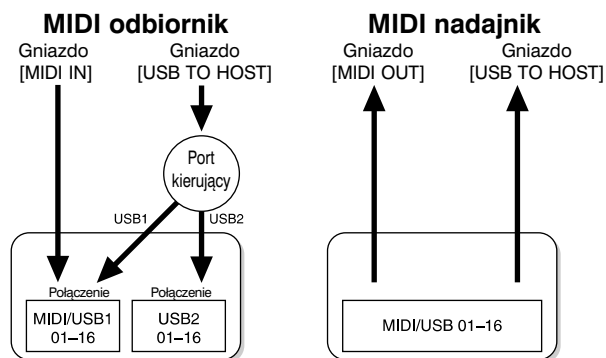 MIDI odbiornik
Gniazdo
[MIDI IN]
Gniazdo
[USB TO HOST]
Port
kierujący
USB1
USB2
Połączenie
MIDI/USB1
01–16
Połączenie
USB2
01–16
MIDI nadajnik
Gniazdo
[MIDI OUT]
Gniazdo
[USB TO HOST]
MIDI/USB 01–16